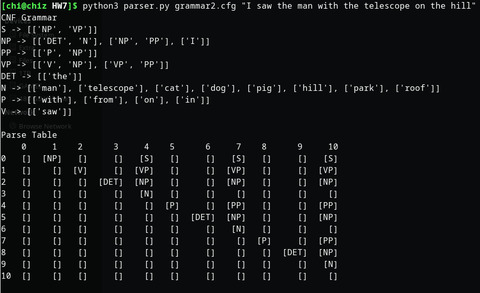 [chi@chiz HW7]$ python3 parser.py grammar2.cfg "I saw the man with the telescope on the hill"
CNF Grammar
S -> [['NP', 'VP']]
NP -> [['DET', 'N'], ['NP', 'PP'], ['I']]
PP -> [['P', 'NP']]
VP -> [['V', 'NP'], ['VP', 'PP']]
DET -> [['the']]
N -> [['man'], ['telescope'], ['cat'], ['dog'], ['pig'], ['hill'], ['park'], ['roof']]
P -> [['with'], ['from'], ['on'], ['in']]
V -> [['saw']]
Parse Table
0 1 2 3 4 5 6 7 8 9 10
0 [] [NP] [] [] [S] [] [] [S] [] [] [S]
1 [] [] [V] [] [VP] [] [] [VP] [] [] [VP]
2 [] [] [] [DET] [NP] [] [] [NP] [] [] [NP]
3 [] [] [] [] [N] [] [] [] [] [] []
4 [] [] [] [] [] [P] [] [PP] [] [] [PP]
5 [] [] [] [] [] [] [DET] [NP] [] [] [NP]
6 [] [] [] [] [] [] [] [N] [] [] []
7 [] [] [] [] [] [] [] [] [P] [] [PP]
8 [] [] [] [] [] [] [] [] [] [DET] [NP]
9 [] [] [] [] [] [] [] [] [] [] [N]
10 [] [] [] [] [] [] [] [] [] [] []